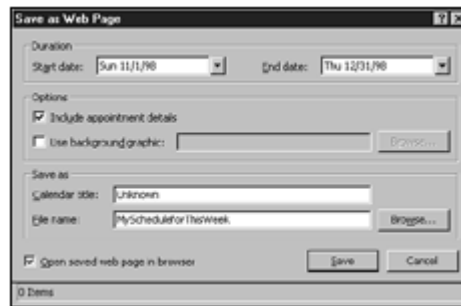 Save as Web Page
Duration
Start date: Sun 11/1/98 End date: Thu 12/31/98
Options
Include appointment details
Use background graphic: Browse...
Save as
Calendar title: Unknown
File name: MyScheduleforThisWeek Browse...
Open saved web page in browser Save Cancel
0 Items